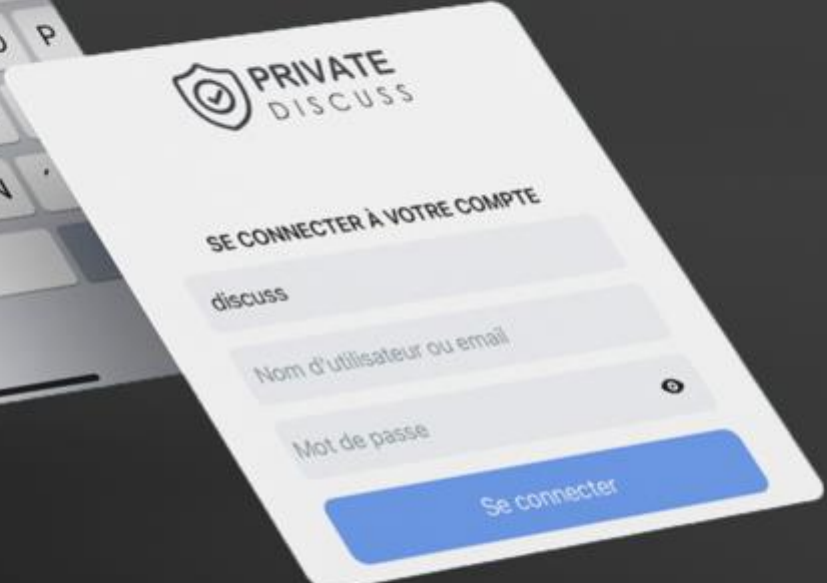 P
N '
PRIVATE
DISCUSS
SE CONNECTER À VOTRE COMPTE
discuss
Nom d'utilisateur ou email
Mot de passe
Se connecter